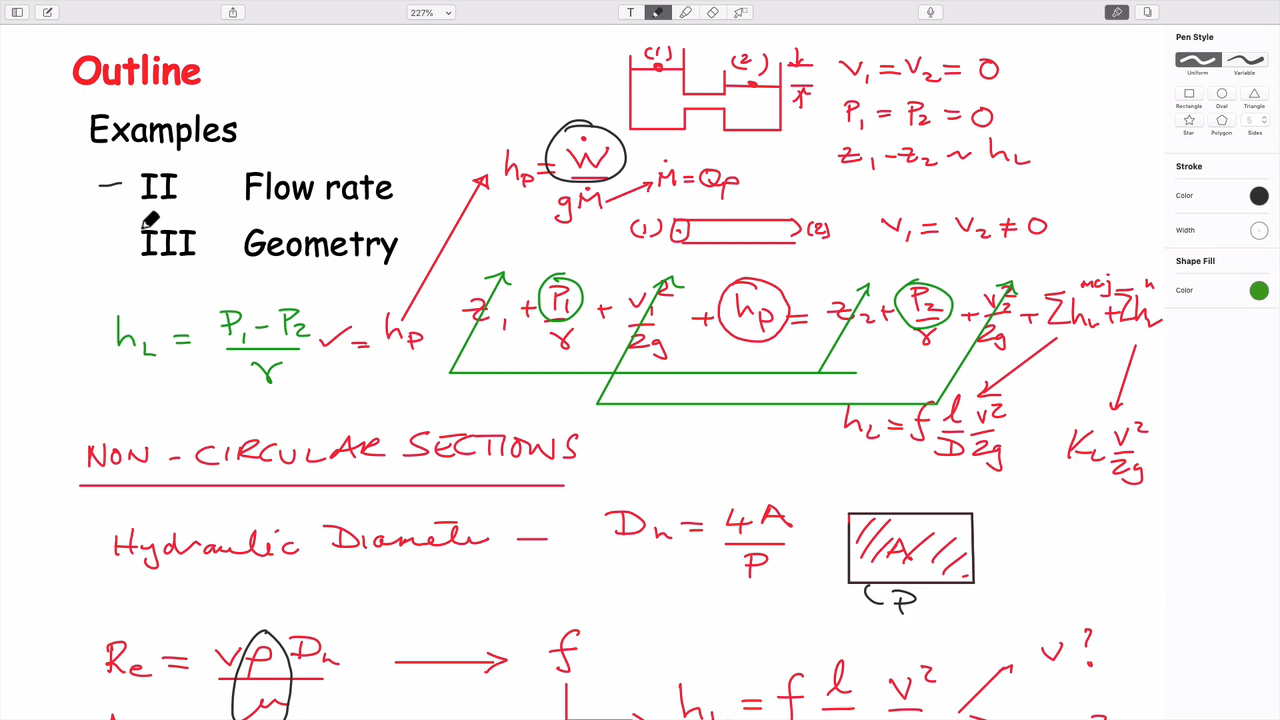 227%
T
Pen Style
Uniform Variable
Rectangle Oval Triangle
Star Polygon Sides
5
Stroke
Color
Width
Shape Fill
Color
Outline
Examples
— II Flow rate
III Geometry
(1) (2)
V₁ = V₂ = 0
P₁ = P₂ = 0
z₁ - z₂ ~ hL
hp = Ẇ / gṀ
Ṁ = Qρ
(1) (2) V₁ = V₂ ≠ 0
z₁ + P₁/γ + V₁²/2g + hp = z₂ + P₂/γ + V₂²/2g + ΣhL maj + ΣhL m
hL = P₁ - P₂ / γ ✓ = hp
hL = f l/D V²/2g
KL V²/2g
NON - CIRCULAR SECTIONS
Hydraulic Diameter — Dh = 4A / P
A
P
Re = VρDh / μ → f
hL = f l V²
V?